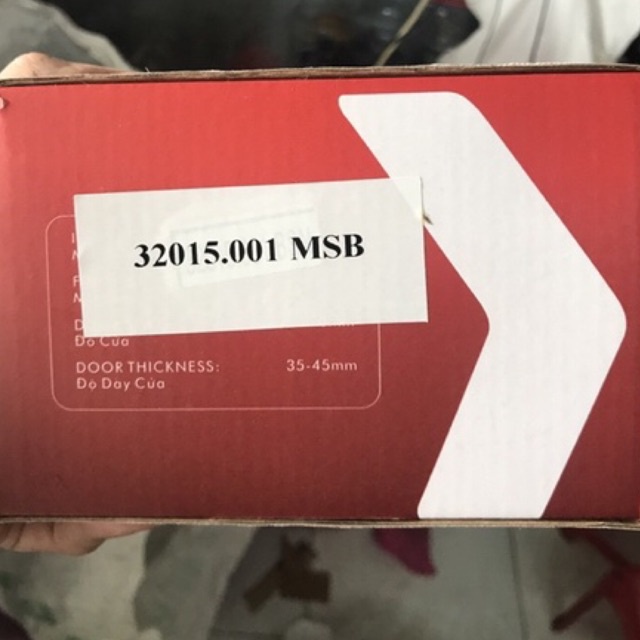 32015.001 MSB
Độ Cửa
DOOR THICKNESS: 35-45mm
Độ Dày Cửa